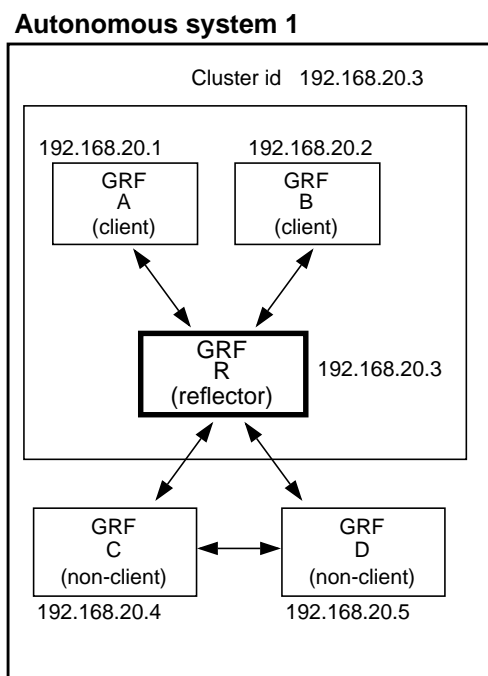 Autonomous system 1
Cluster id 192.168.20.3
192.168.20.1
192.168.20.2
GRF
A
(client)
GRF
B
(client)
GRF
R
(reflector)
192.168.20.3
GRF
C
(non-client)
GRF
D
(non-client)
192.168.20.4
192.168.20.5